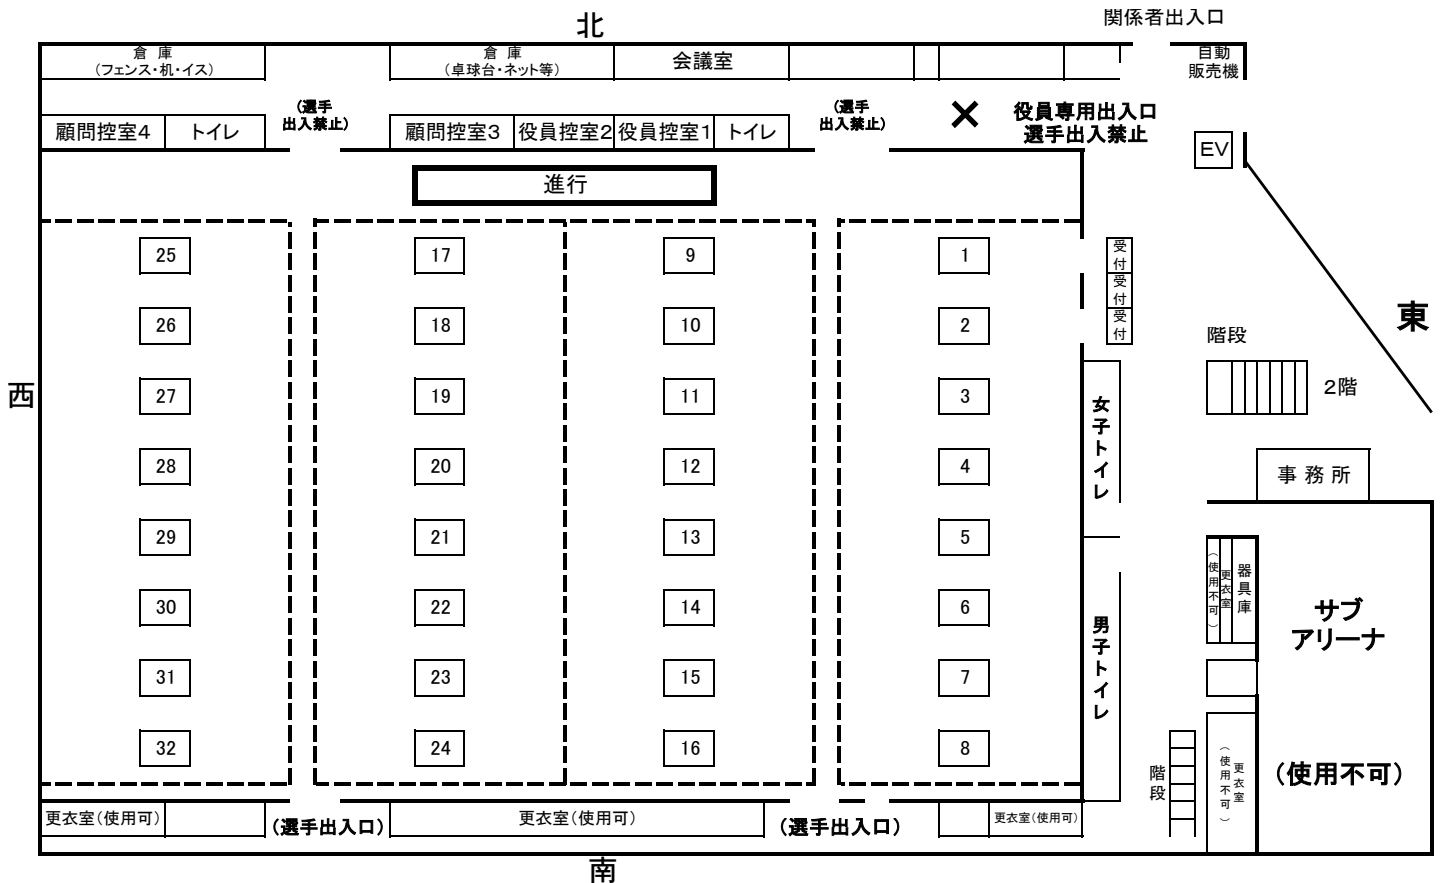 関係者出入口
北
倉 庫
(フェンス・机・イス)
倉 庫
(卓球台・ネット等)
会議室
自動
販売機
(選手
出入禁止)
(選手
出入禁止)
×
役員専用出入口
選手出入禁止
顧問控室4
トイレ
顧問控室3
役員控室2
役員控室1
トイレ
EV
進行
25
17
9
1
受付
受付
受付
26
18
10
2
東
階段
2階
西
27
19
11
3
女子トイレ
28
20
12
4
事 務 所
29
21
13
5
30
22
14
6
男子トイレ
(使用不可)
更衣室
器具庫
サブ
アリーナ
31
23
15
7
32
24
16
8
階段
(使用不可)
更衣室
(使用不可)
更衣室(使用可)
(選手出入口)
更衣室(使用可)
(選手出入口)
更衣室(使用可)
南